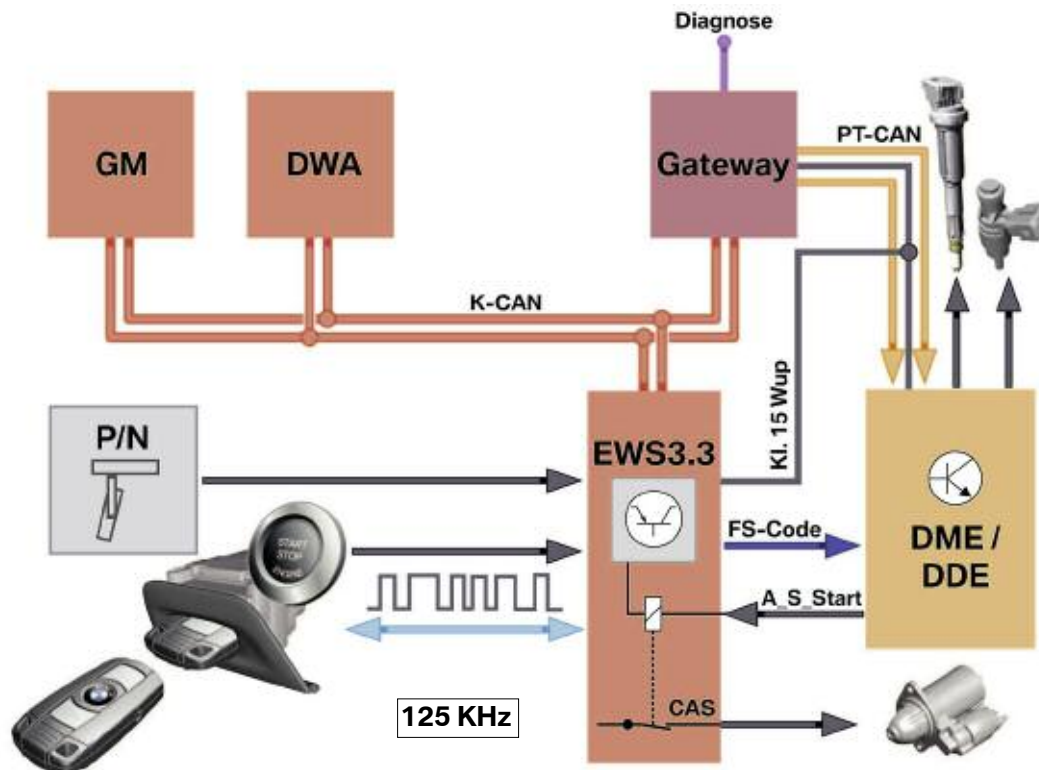 Diagnose
GM
DWA
Gateway
PT-CAN
K-CAN
P/N
EWS3.3
Kl. 15 Wup
START
STOP
ENGINE
FS-Code
DME /
DDE
A_S_Start
125 KHz
CAS